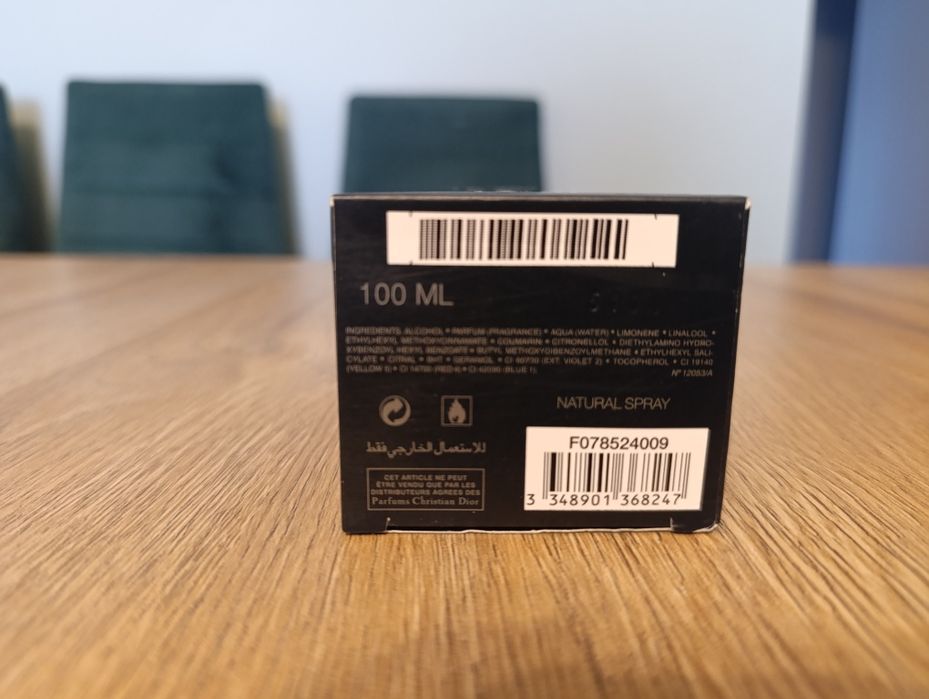 100 ML
INGREDIENTS: ALCOHOL • PARFUM (FRAGRANCE) • AQUA (WATER) • LIMONENE • LINALOOL •
ETHYLHEXYL METHOXYCINNAMATE • COUMARIN • CITRONELLOL • DIETHYLAMINO HYDRO-
XYBENZOYL HEXYL BENZOATE • BUTYL METHOXYDIBENZOYLMETHANE • ETHYLHEXYL SALI-
CYLATE • CITRAL • BHT • GERANIOL • CI 60730 (EXT. VIOLET 2) • TOCOPHEROL • CI 19140
(YELLOW 5) • CI 14700 (RED 4) • CI 42090 (BLUE 1).
N° 12053/A
NATURAL SPRAY
للاستعمال الخارجي فقط
CET ARTICLE NE PEUT
ÊTRE VENDU QUE PAR LES
DISTRIBUTEURS AGREES DES
Parfums Christian Dior
F078524009
3 348901 368247